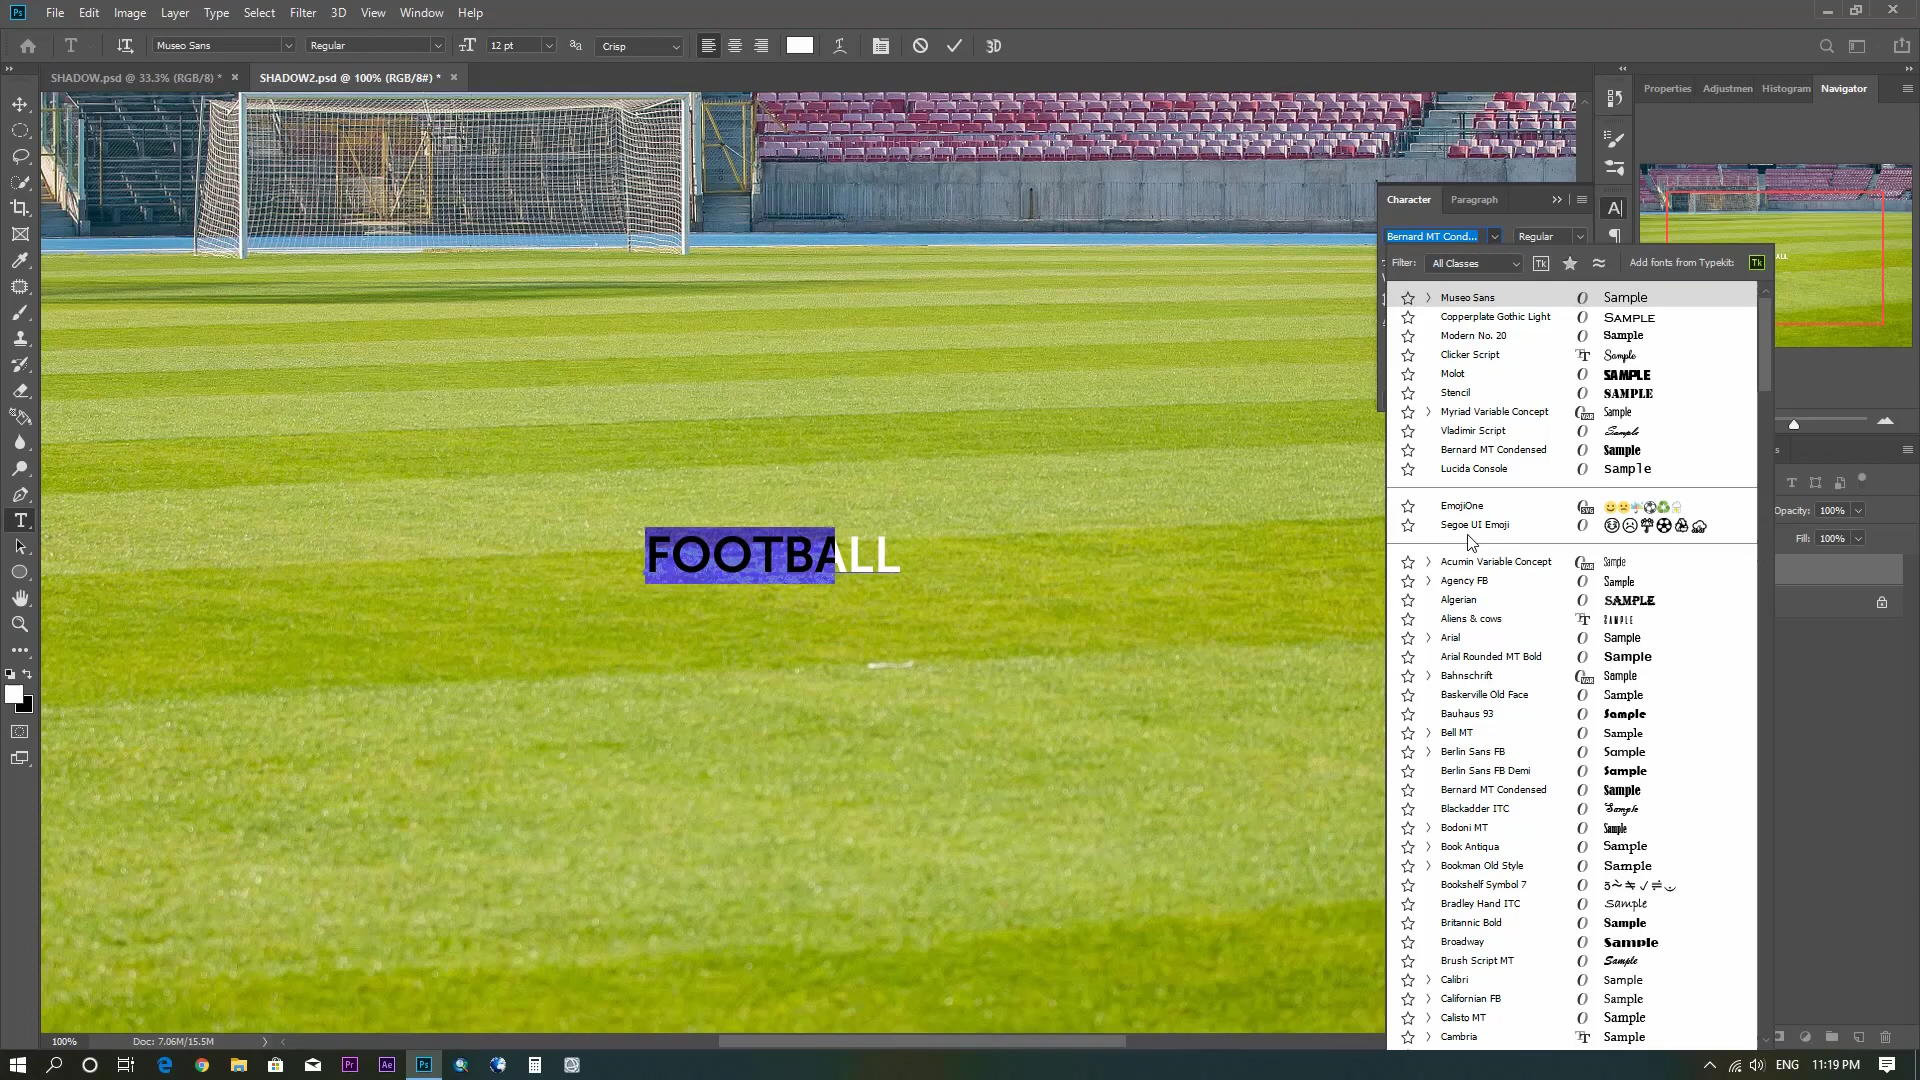 Ps File Edit Image Layer Type Select Filter 3D View Window Help
T Museo Sans Regular 12 pt Crisp 3D
SHADOW.psd @ 33.3% (RGB/8) * SHADOW2.psd @ 100% (RGB/8#) *
Properties Adjustmen Histogram Navigator
Character Paragraph
Bernard MT Cond... Regular
Filter: All Classes Tk Add fonts from Typekit: Tk
Museo Sans Sample
Copperplate Gothic Light SAMPLE
Modern No. 20 Sample
Clicker Script Sample
Molot SAMPLE
Stencil SAMPLE
Myriad Variable Concept Sample
Vladimir Script Sample
Bernard MT Condensed Sample
Lucida Console Sample
EmojiOne
Segoe UI Emoji
Acumin Variable Concept Sample
Agency FB Sample
Algerian SAMPLE
Aliens & cows SAMPLE
Arial Sample
Arial Rounded MT Bold Sample
Bahnschrift Sample
Baskerville Old Face Sample
Bauhaus 93 Sample
Bell MT Sample
Berlin Sans FB Sample
Berlin Sans FB Demi Sample
Bernard MT Condensed Sample
Blackadder ITC Sample
Bodoni MT Sample
Book Antiqua Sample
Bookman Old Style Sample
Bookshelf Symbol 7
Bradley Hand ITC Sample
Britannic Bold Sample
Broadway Sample
Brush Script MT Sample
Calibri Sample
Californian FB Sample
Calisto MT Sample
Cambria Sample
Opacity: 100%
Fill: 100%
FOOTBALL
100% Doc: 7.06M/15.5M
Pr Ae Ps ENG 11:19 PM